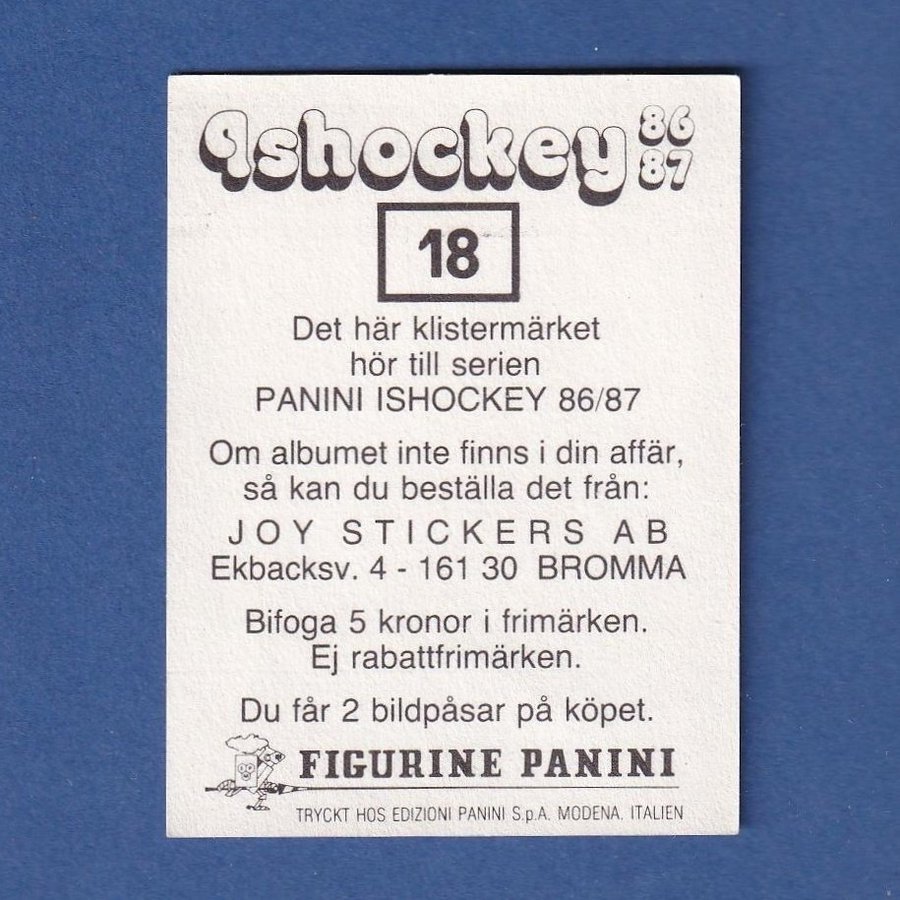 Ishockey 86
87
18
Det här klistermärket
hör till serien
PANINI ISHOCKEY 86/87
Om albumet inte finns i din affär,
så kan du beställa det från:
JOY STICKERS AB
Ekbacksv. 4 - 161 30 BROMMA
Bifoga 5 kronor i frimärken.
Ej rabattfrimärken.
Du får 2 bildpåsar på köpet.
FIGURINE PANINI
TRYCKT HOS EDIZIONI PANINI S.p.A. MODENA. ITALIEN